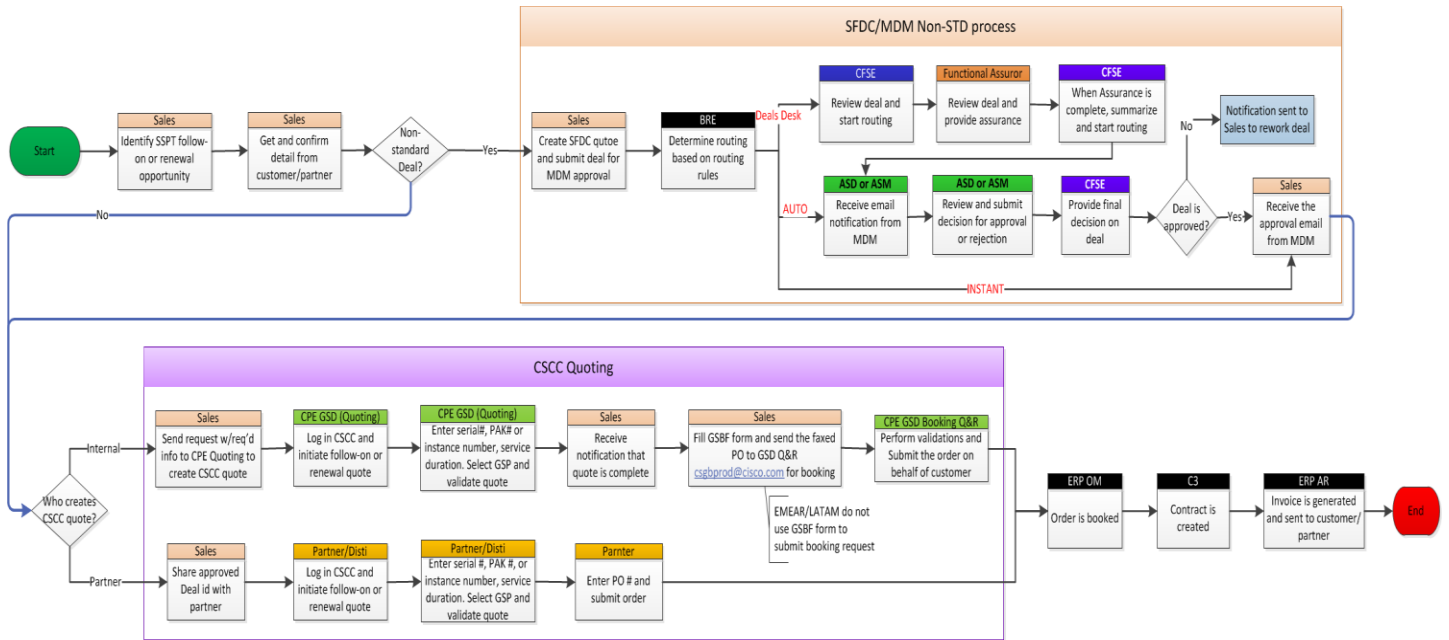 SFDC/MDM Non-STD process
Start
Sales
Identify SSPT follow-
on or renewal
opportunity
Sales
Get and confirm
detail from
customer/partner
Non-
standard
Deal?
Yes
No
Sales
Create SFDC qutoe
and submit deal for
MDM approval
BRE
Determine routing
based on routing
rules
Deals Desk
CFSE
Review deal and
start routing
Functional Assuror
Review deal and
provide assurance
CFSE
When Assurance is
complete, summarize
and start routing
AUTO
ASD or ASM
Receive email
notification from
MDM
ASD or ASM
Review and submit
decision for approval
or rejection
CFSE
Provide final
decision on
deal
Deal is
approved?
No
Notification sent to
Sales to rework deal
Yes
Sales
Receive the
approval email
from MDM
INSTANT
CSCC Quoting
Who creates
CSCC quote?
Internal
Sales
Send request w/req'd
info to CPE Quoting to
create CSCC quote
CPE GSD (Quoting)
Log in CSCC and
initiate follow-on or
renewal quote
CPE GSD (Quoting)
Enter serial#, PAK# or
or instance number, service
duration. Select GSP and
validate quote
Sales
Receive
notification that
quote is complete
Sales
Fill GSBF form and send the faxed
PO to GSD Q&R
csgbprod@cisco.com for booking
EMEAR/LATAM do not
use GSBF form to
submit booking request
CPE GSD Booking Q&R
Perform validations and
Submit the order on
behalf of customer
Partner
Sales
Share approved
Deal id with
partner
Partner/Disti
Log in CSCC and
initiate follow-on or
renewal quote
Partner/Disti
Enter serial #, PAK #, or
or instance number, service
duration. Select GSP and
validate quote
Parnter
Enter PO # and
submit order
ERP OM
Order is booked
C3
Contract is
created
ERP AR
Invoice is generated
and sent to customer/
partner
End